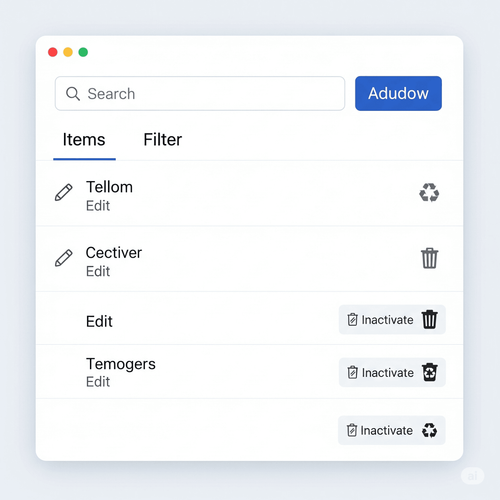 Search
Adudow
Items
Filter
Tellom
Edit
Cectiver
Edit
Edit
Inactivate
Temogers
Edit
Inactivate
Inactivate